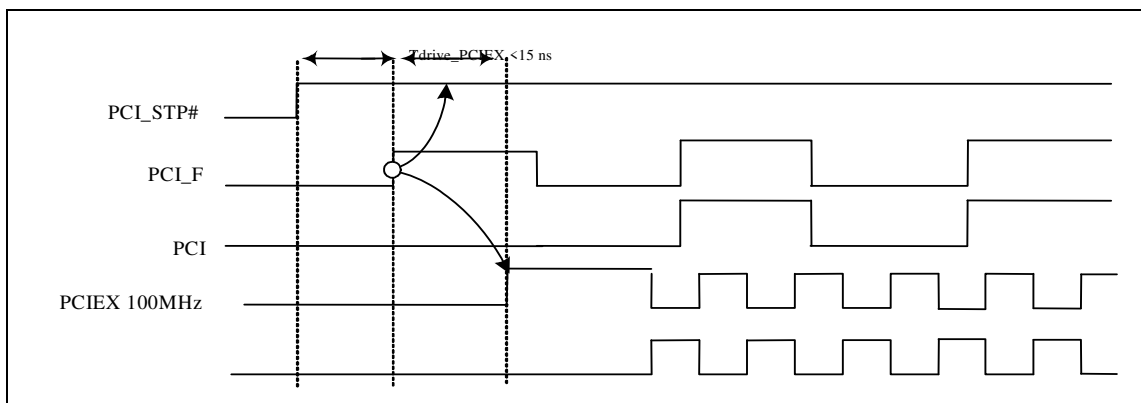 Tdrive_PCIEX <15 ns
PCI_STP#
PCI_F
PCI
PCIEX 100MHz